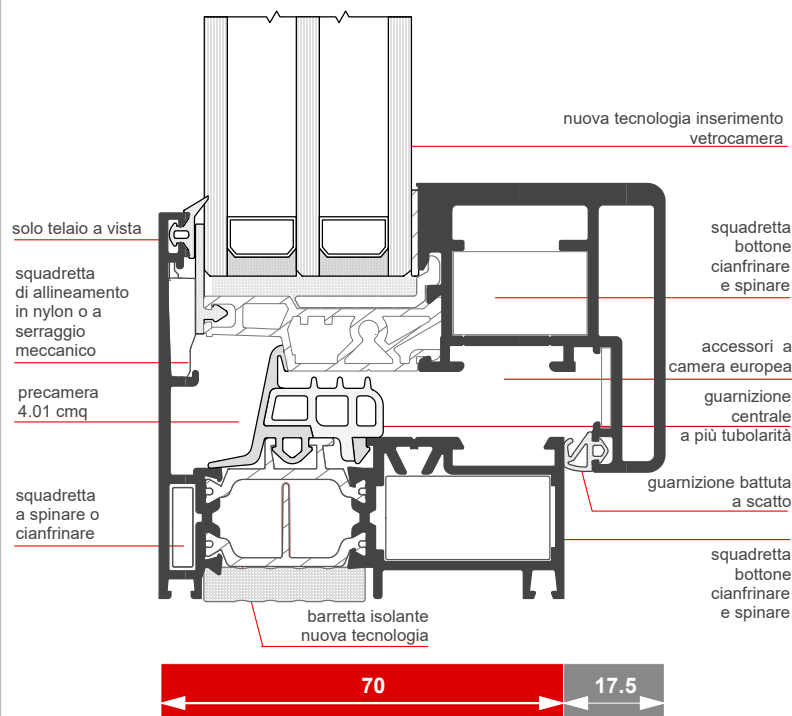 nuova tecnologia inserimento
vetrocamera
solo telaio a vista
squadretta
di allineamento
in nylon o a
serraggio
meccanico
precamera
4.01 cmq
squadretta
a spinare o
cianfrinare
squadretta
bottone
cianfrinare
e spinare
accessori a
camera europea
guarnizione
centrale
a più tubolarità
guarnizione battuta
a scatto
squadretta
bottone
cianfrinare
e spinare
barretta isolante
nuova tecnologia
70
17.5